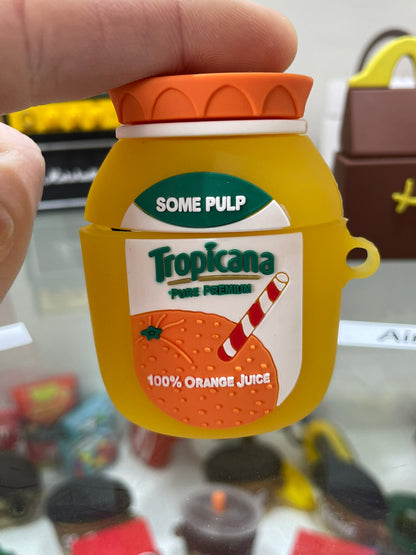 SOME PULP
Tropicana
PURE PREMIUM
100% ORANGE JUICE